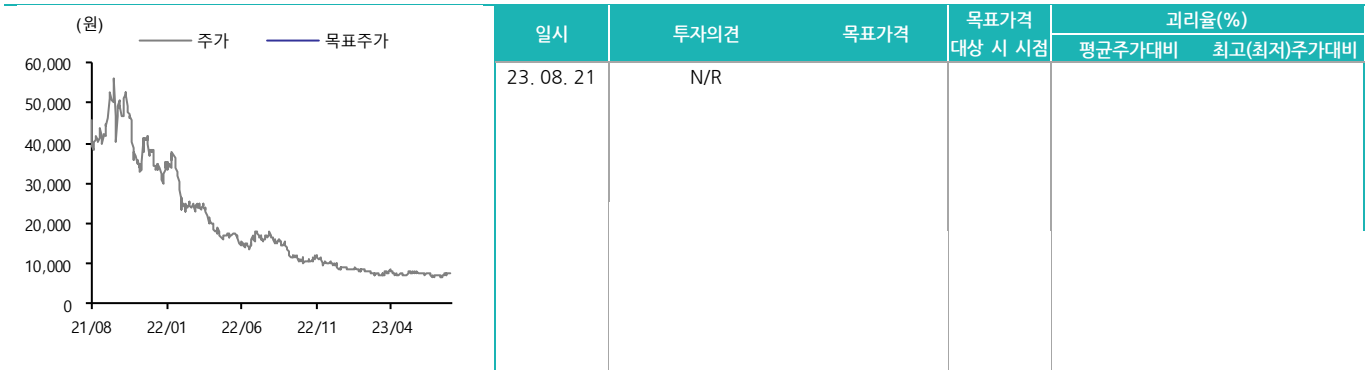 (원)
주가 목표주가
60,000
50,000
40,000
30,000
20,000
10,000
0
21/08 22/01 22/06 22/11 23/04
일시 투자의견 목표가격 목표가격 대상 시 시점 괴리율(%)
평균주가대비 최고(최저)주가대비
23. 08. 21 N/R